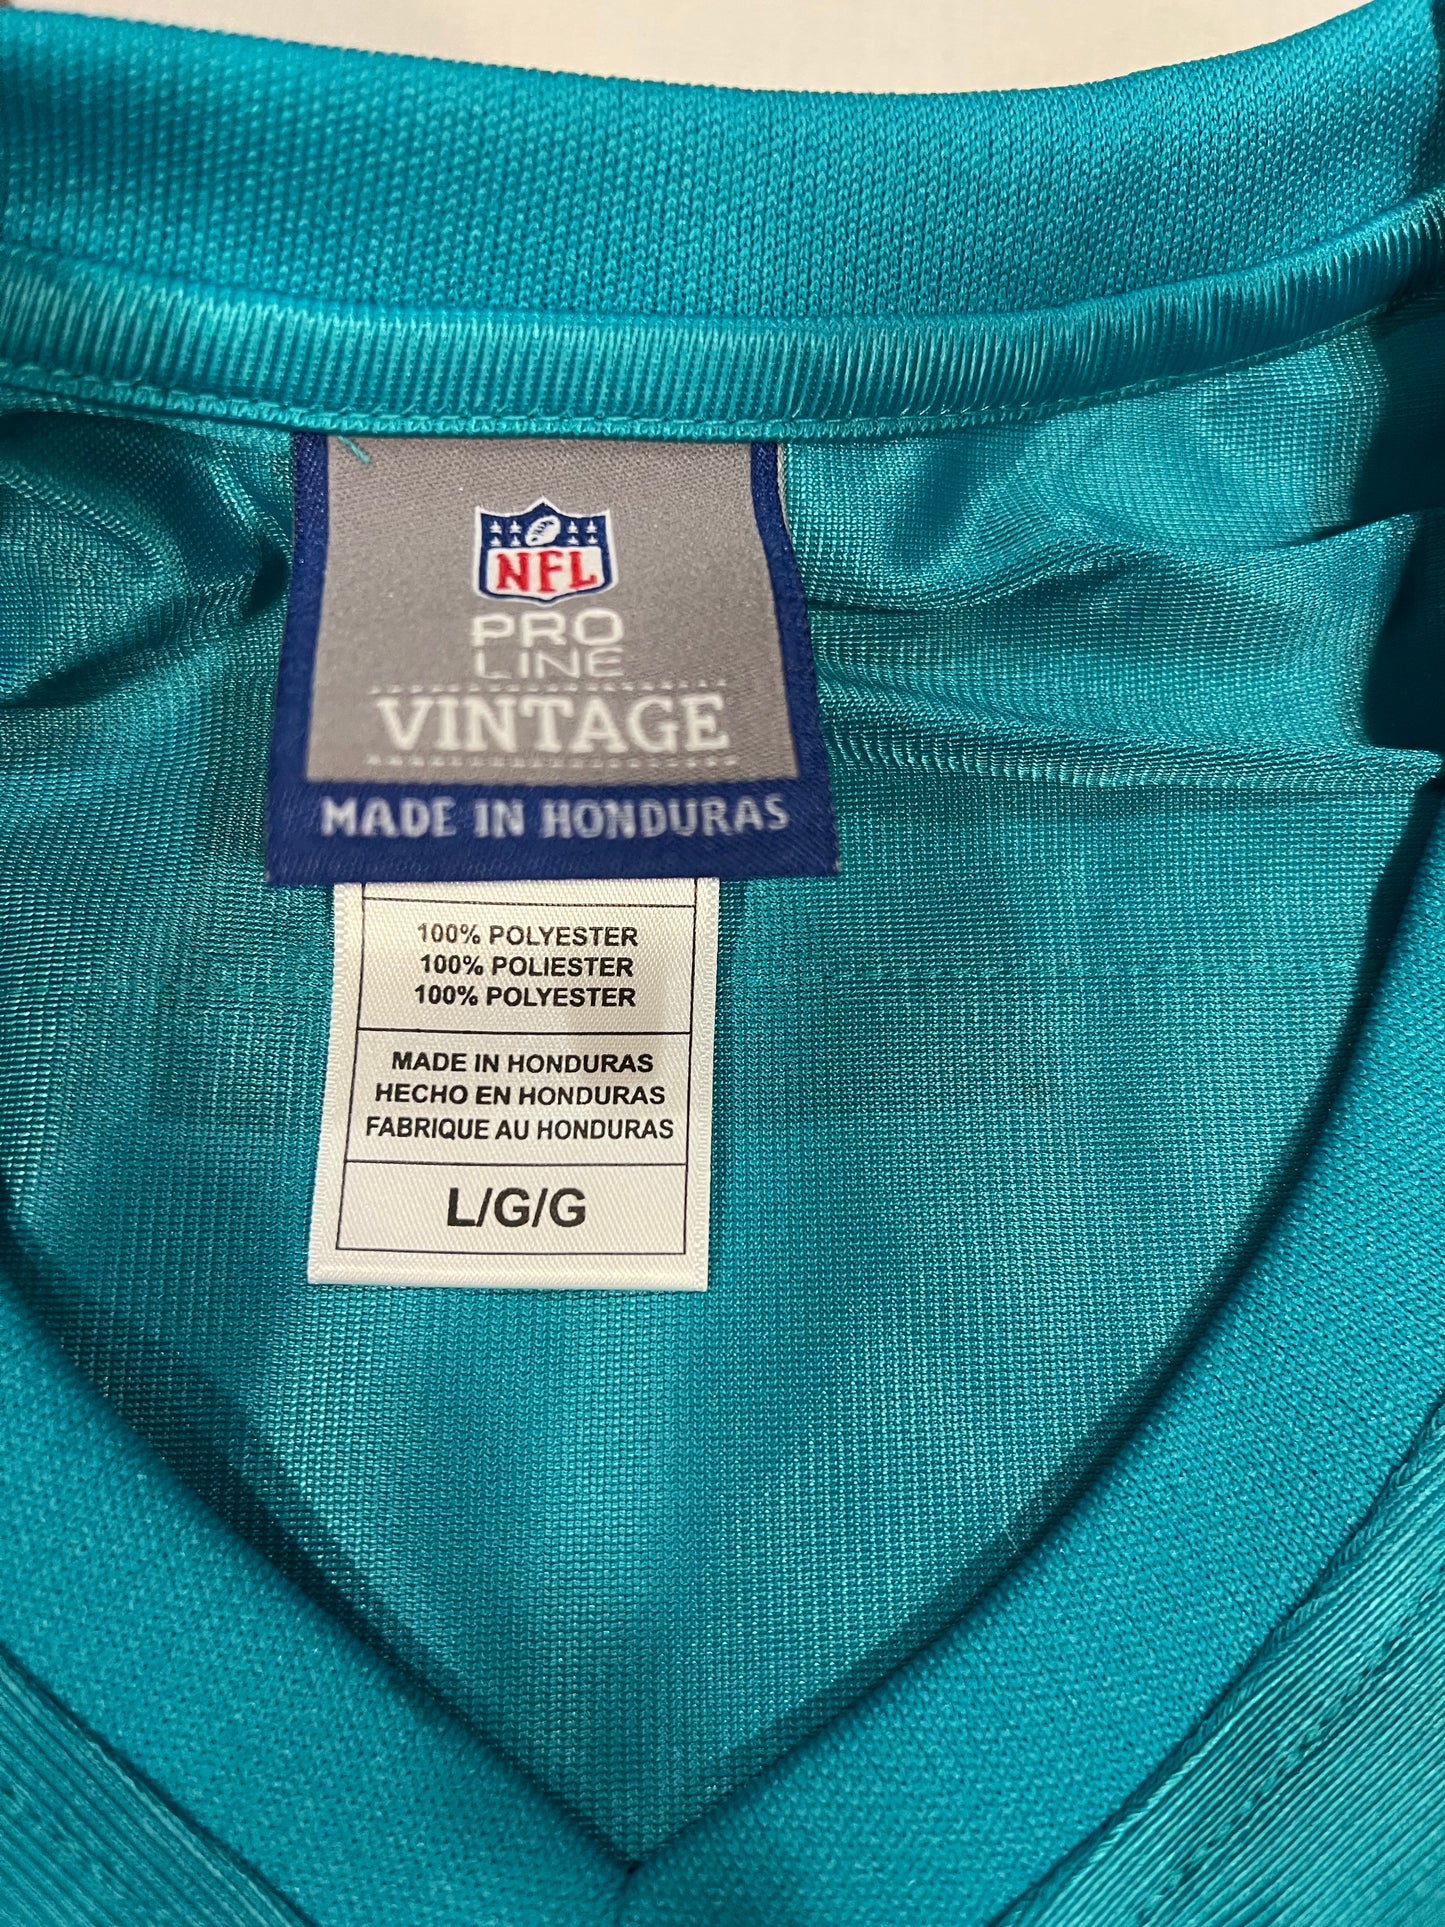 NFL
PRO
LINE
VINTAGE
MADE IN HONDURAS
100% POLYESTER
100% POLIESTER
100% POLYESTER
MADE IN HONDURAS
HECHO EN HONDURAS
FABRIQUE AU HONDURAS
L/G/G